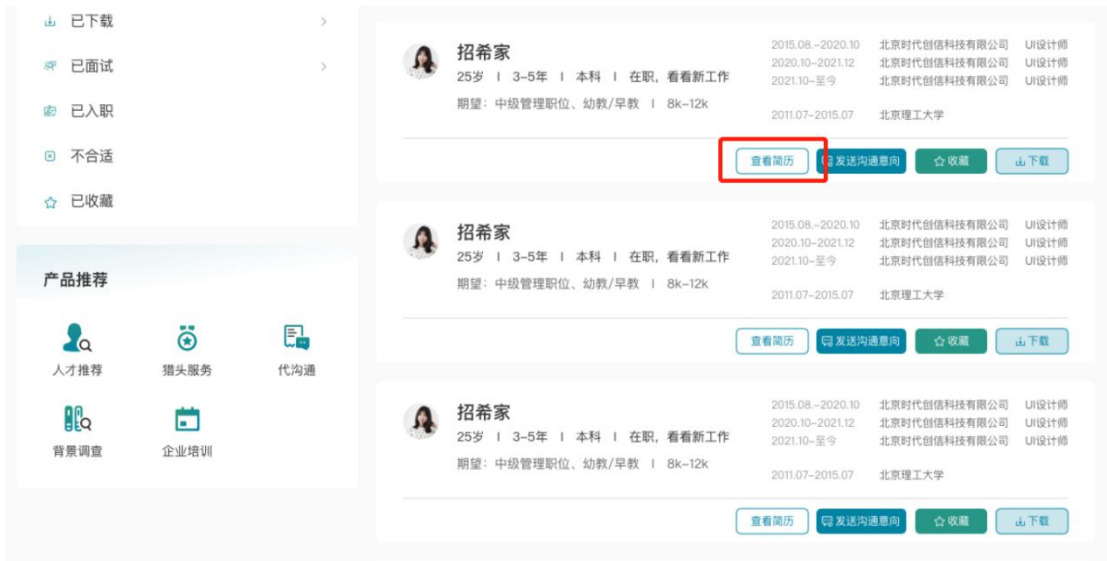 已下载
已面试
已入职
不合适
已收藏
产品推荐
人才推荐
猎头服务
代沟通
背景调查
企业培训
招希家
25岁 | 3-5年 | 本科 | 在职，看看新工作
期望：中级管理职位、幼教/早教 | 8k-12k
2015.08.-2020.10 北京时代创信科技有限公司 UI设计师
2020.10-2021.12 北京时代创信科技有限公司 UI设计师
2021.10-至今 北京时代创信科技有限公司 UI设计师
2011.07-2015.07 北京理工大学
查看简历 发送沟通意向 收藏 下载
招希家
25岁 | 3-5年 | 本科 | 在职，看看新工作
期望：中级管理职位、幼教/早教 | 8k-12k
2015.08.-2020.10 北京时代创信科技有限公司 UI设计师
2020.10-2021.12 北京时代创信科技有限公司 UI设计师
2021.10-至今 北京时代创信科技有限公司 UI设计师
2011.07-2015.07 北京理工大学
查看简历 发送沟通意向 收藏 下载
招希家
25岁 | 3-5年 | 本科 | 在职，看看新工作
期望：中级管理职位、幼教/早教 | 8k-12k
2015.08.-2020.10 北京时代创信科技有限公司 UI设计师
2020.10-2021.12 北京时代创信科技有限公司 UI设计师
2021.10-至今 北京时代创信科技有限公司 UI设计师
2011.07-2015.07 北京理工大学
查看简历 发送沟通意向 收藏 下载